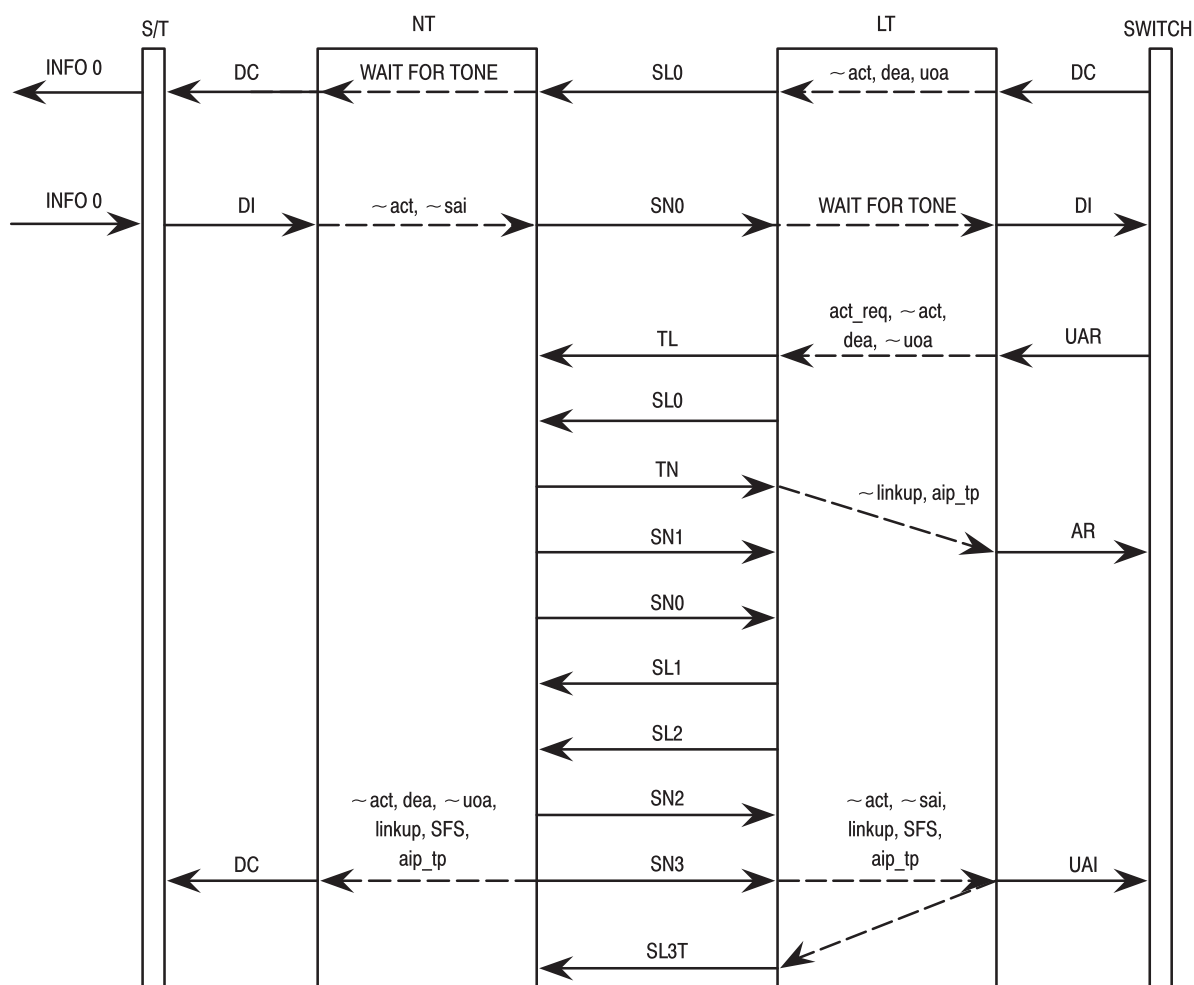 S/T
NT
LT
SWITCH
INFO 0
DC
WAIT FOR TONE
SL0
~act, dea, uoa
DC
INFO 0
DI
~act, ~sai
SN0
WAIT FOR TONE
DI
TL
act_req, ~act,
dea, ~uoa
UAR
SL0
TN
~linkup, aip_tp
SN1
AR
SN0
SL1
SL2
~act, dea, ~uoa,
linkup, SFS,
aip_tp
SN2
~act, ~sai,
linkup, SFS,
aip_tp
DC
SN3
UAI
SL3T